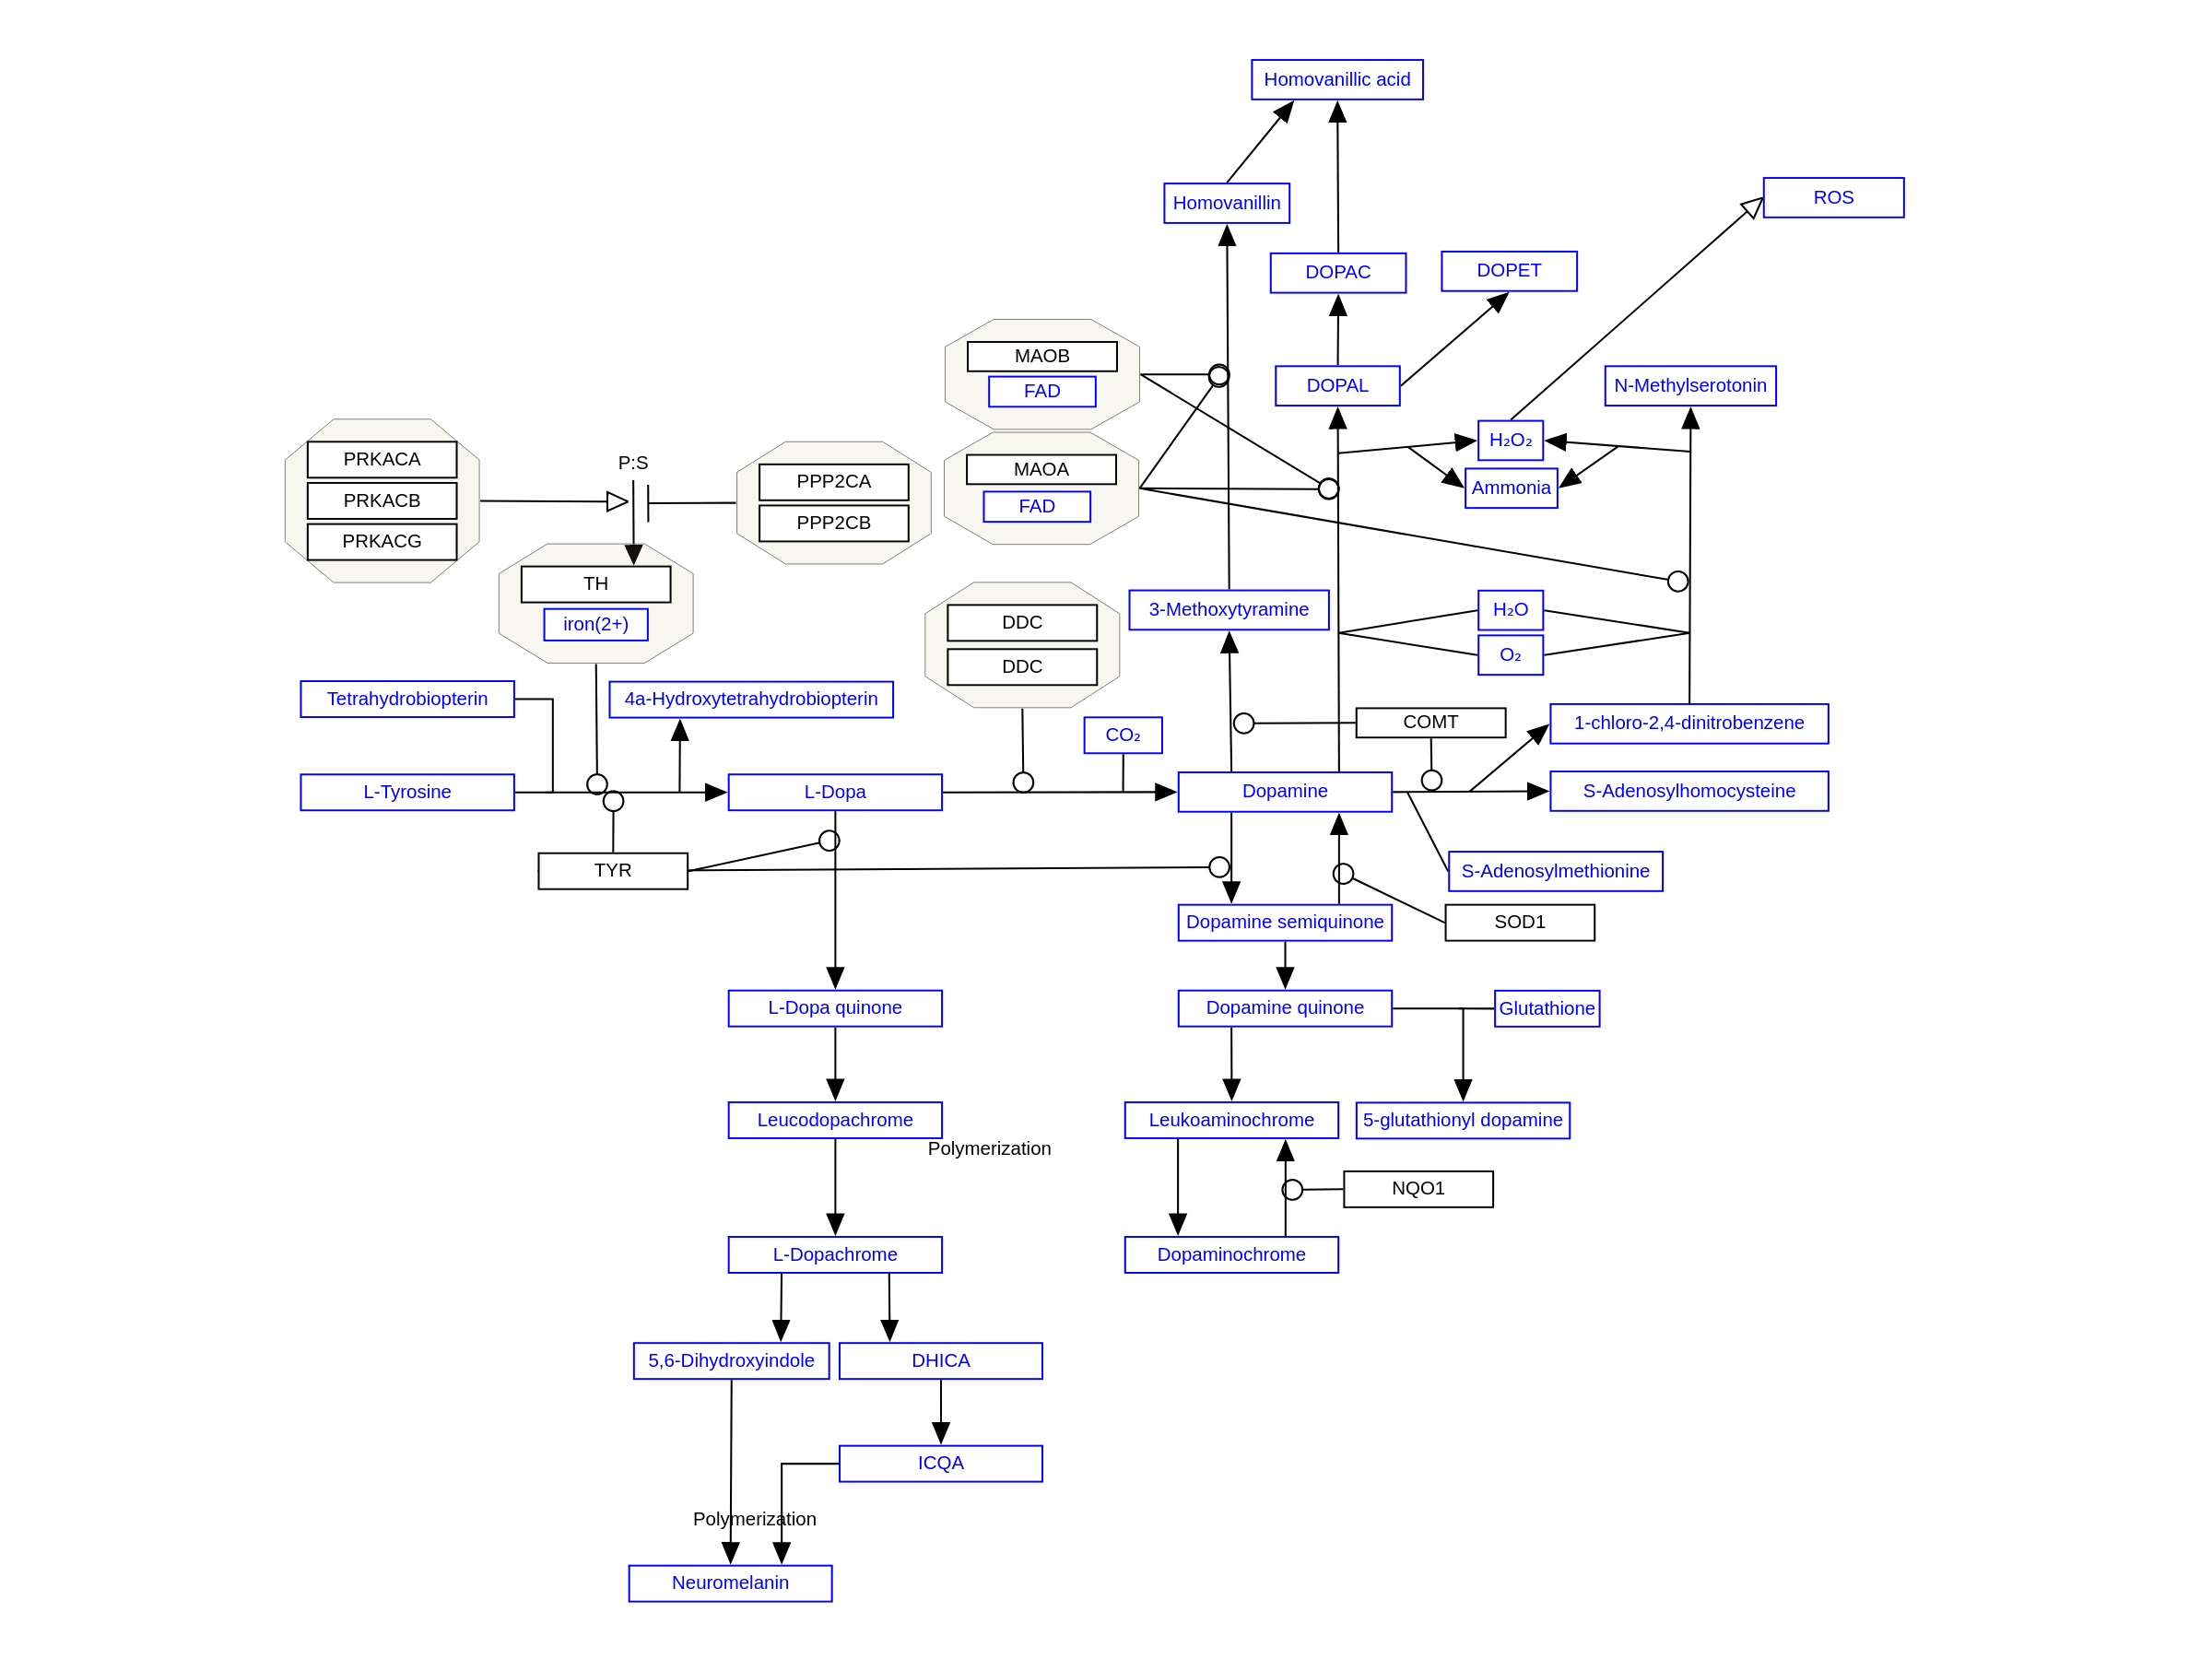 Homovanillic acid
ROS
Homovanillin
DOPAC
DOPET
MAOB
FAD
DOPAL
N-Methylserotonin
PRKACA
PRKACB
PRKACG
P:S
PPP2CA
PPP2CB
MAOA
FAD
H₂O₂
Ammonia
TH
iron(2+)
DDC
DDC
3-Methoxytyramine
H₂O
O₂
Tetrahydrobiopterin
4a-Hydroxytetrahydrobiopterin
CO₂
COMT
1-chloro-2,4-dinitrobenzene
L-Tyrosine
L-Dopa
Dopamine
S-Adenosylhomocysteine
TYR
S-Adenosylmethionine
Dopamine semiquinone
SOD1
L-Dopa quinone
Dopamine quinone
Glutathione
Leucodopachrome
Leukoaminochrome
5-glutathionyl dopamine
Polymerization
NQO1
L-Dopachrome
Dopaminochrome
5,6-Dihydroxyindole
DHICA
ICQA
Polymerization
Neuromelanin